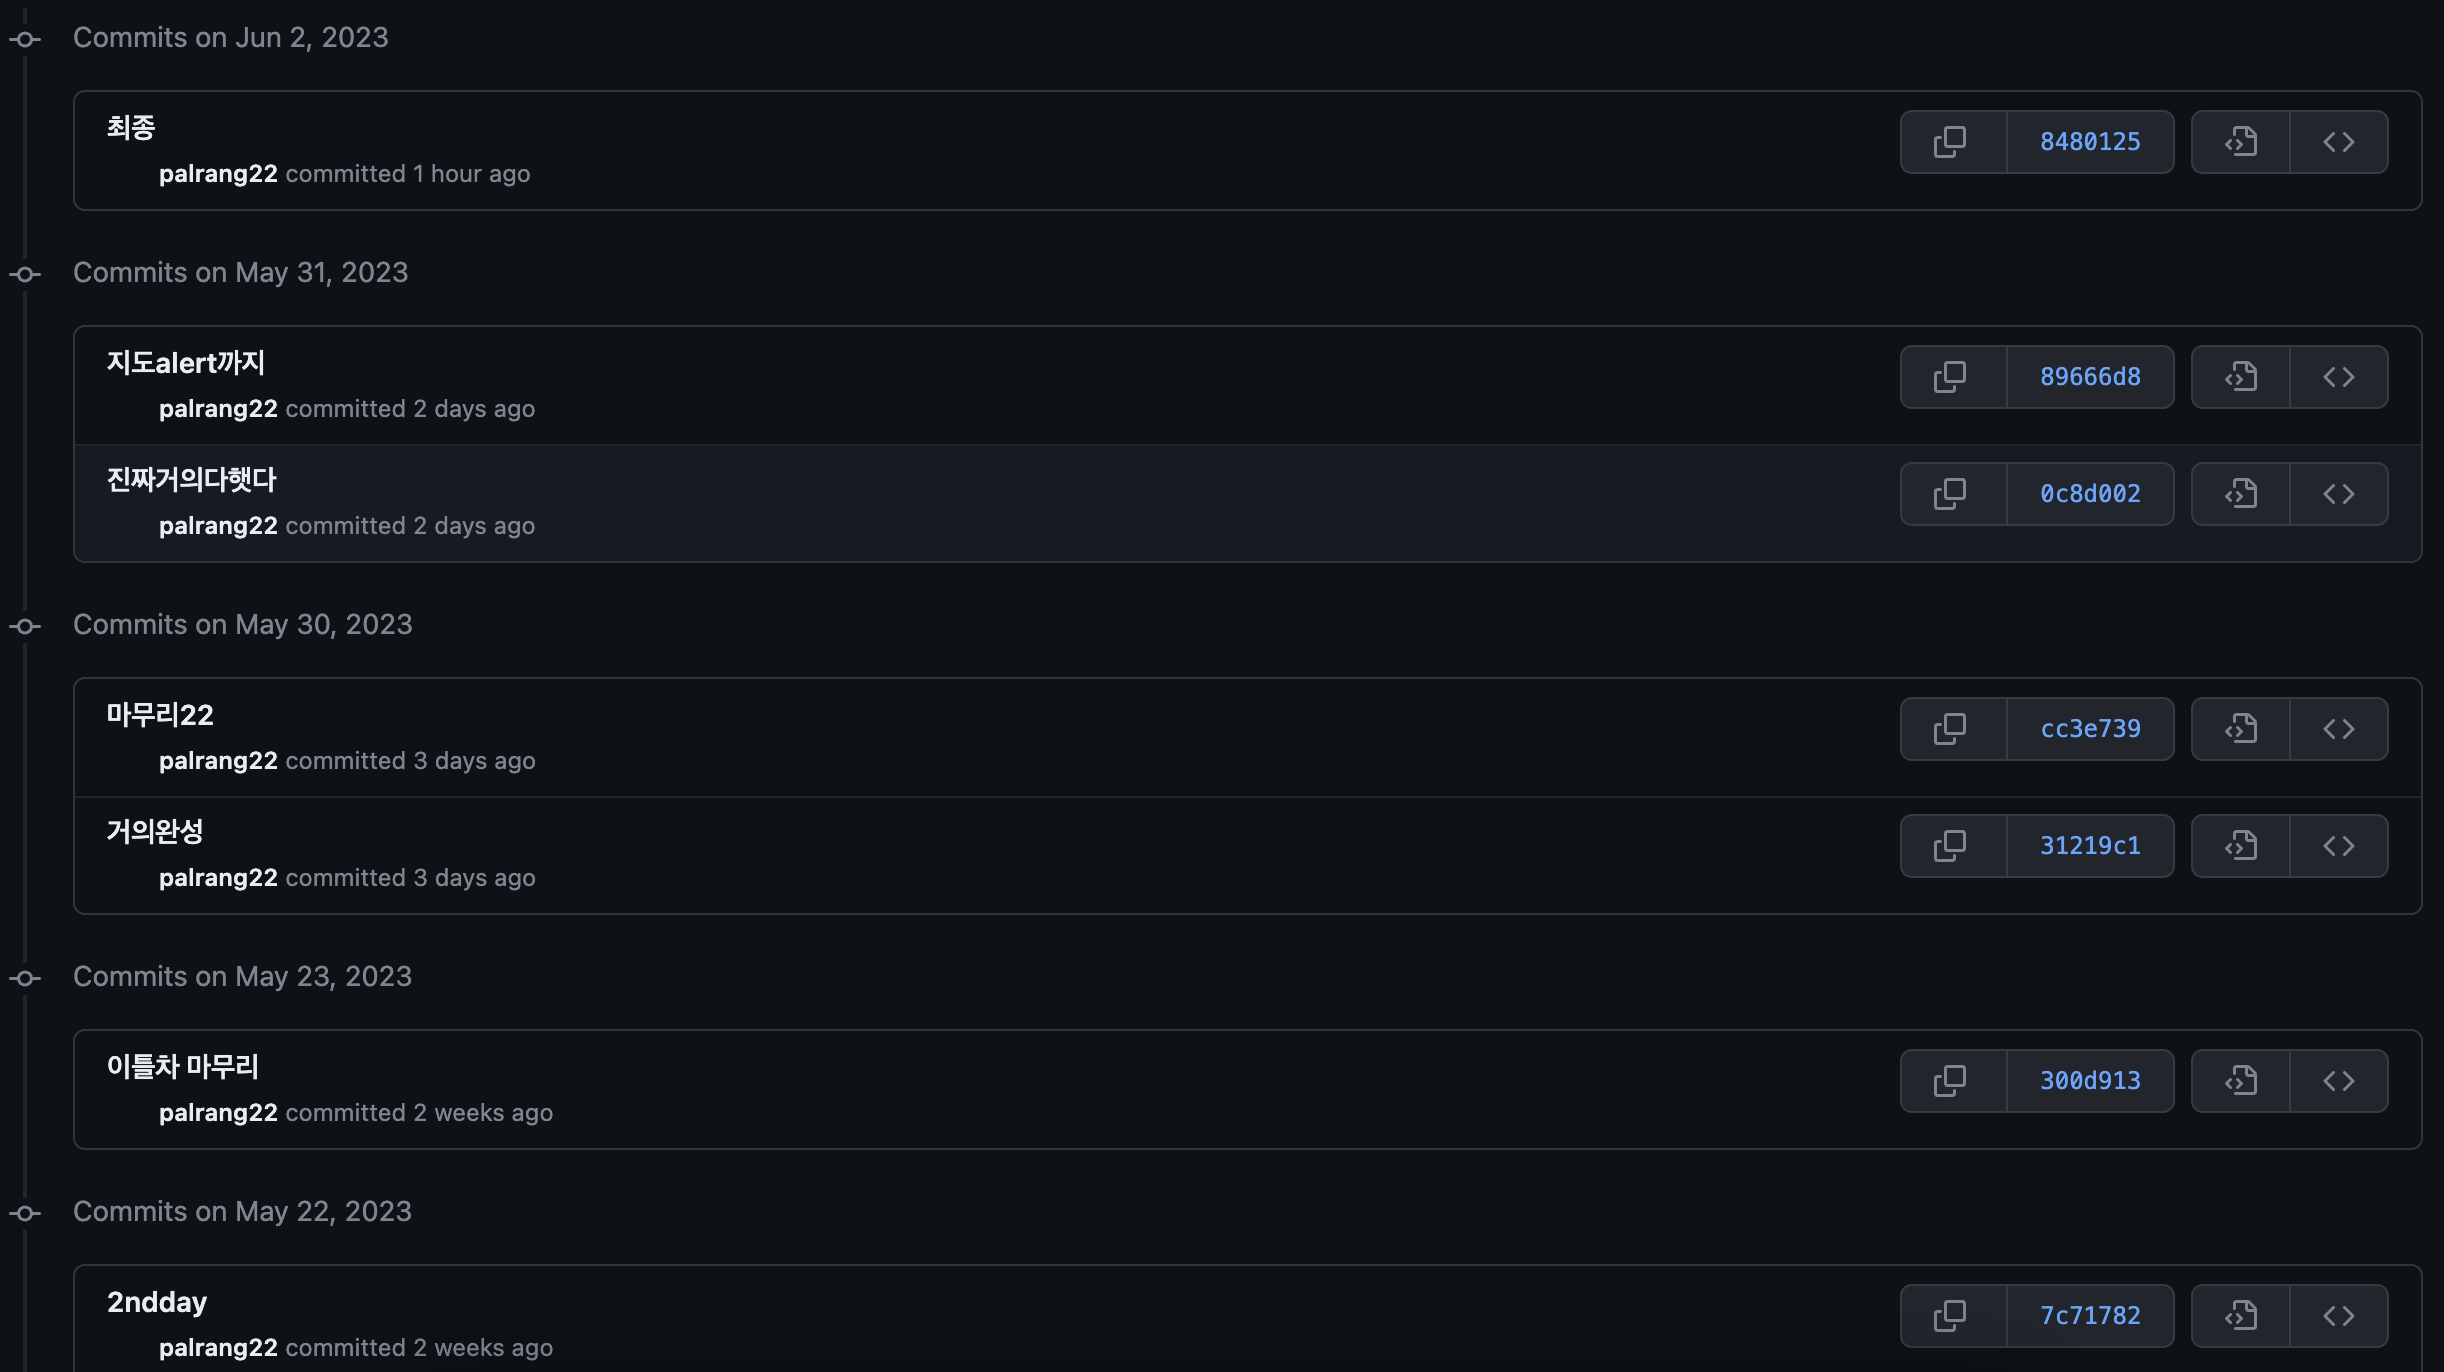 Commits on Jun 2, 2023
최종
8480125
palrang22 committed 1 hour ago
Commits on May 31, 2023
지도alert까지
89666d8
palrang22 committed 2 days ago
진짜거의다햇다
0c8d002
palrang22 committed 2 days ago
Commits on May 30, 2023
마무리22
cc3e739
palrang22 committed 3 days ago
거의완성
31219c1
palrang22 committed 3 days ago
Commits on May 23, 2023
이틀차 마무리
300d913
palrang22 committed 2 weeks ago
Commits on May 22, 2023
2ndday
7c71782
palrang22 committed 2 weeks ago